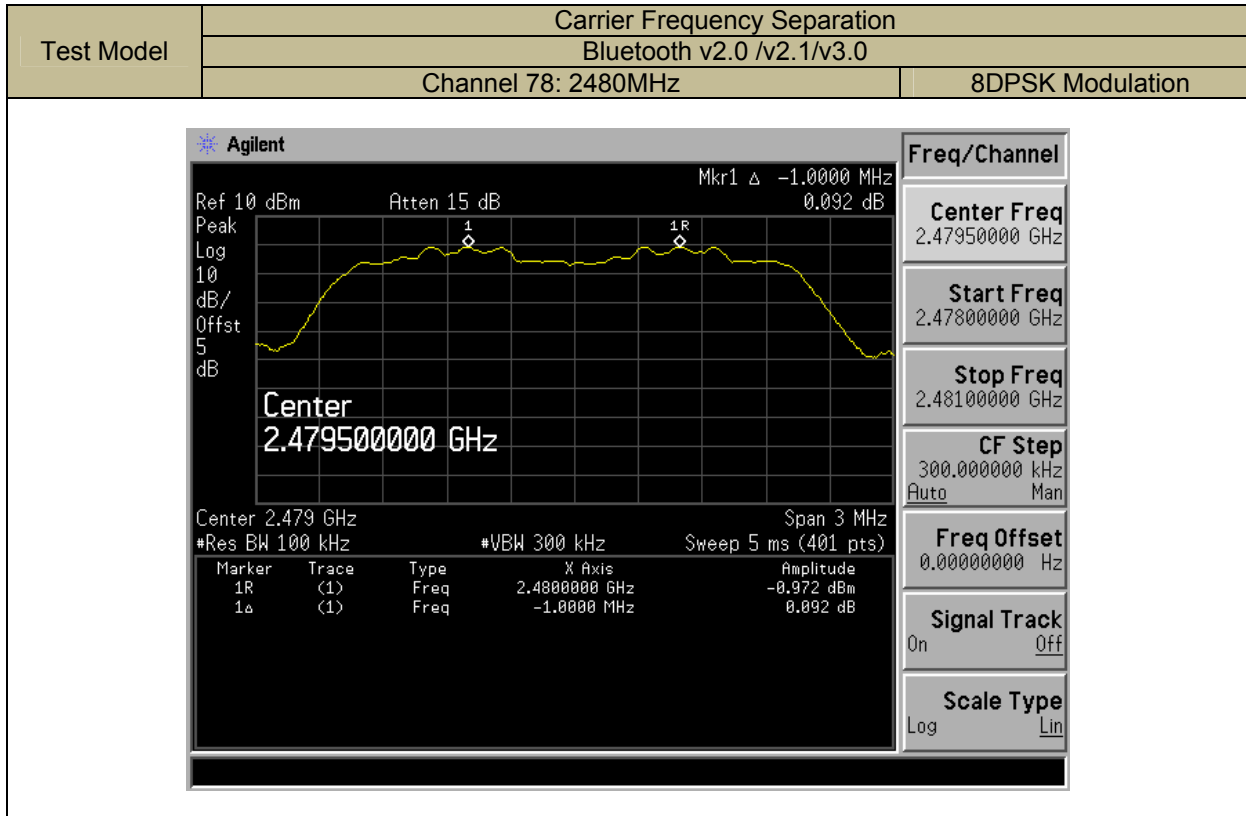 Test Model
Carrier Frequency Separation
Bluetooth v2.0 /v2.1/v3.0
Channel 78: 2480MHz
8DPSK Modulation
Agilent
Mkr1 Δ -1.0000 MHz
Ref 10 dBm Atten 15 dB 0.092 dB
Peak
Log
10
dB/
Offst
5
dB
1
1R
Center
2.479500000 GHz
Center 2.479 GHz Span 3 MHz
#Res BW 100 kHz #VBW 300 kHz Sweep 5 ms (401 pts)
Marker Trace Type X Axis Amplitude
1R (1) Freq 2.4800000 GHz -0.972 dBm
1Δ (1) Freq -1.0000 MHz 0.092 dB
Freq/Channel
Center Freq
2.47950000 GHz
Start Freq
2.47800000 GHz
Stop Freq
2.48100000 GHz
CF Step
300.000000 kHz
Auto Man
Freq Offset
0.00000000 Hz
Signal Track
On Off
Scale Type
Log Lin